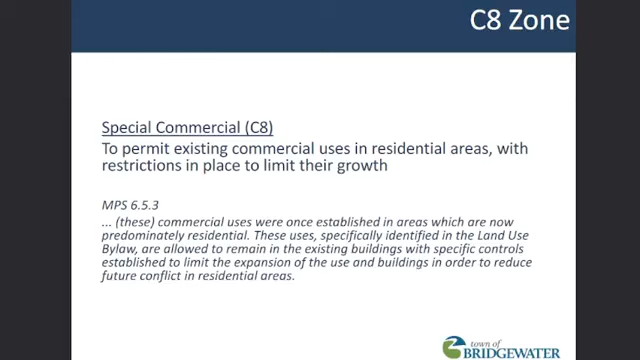 C8 Zone
Special Commercial (C8)
To permit existing commercial uses in residential areas, with
restrictions in place to limit their growth
MPS 6.5.3
... (these) commercial uses were once established in areas which are now
predominately residential. These uses, specifically identified in the Land Use
Bylaw, are allowed to remain in the existing buildings with specific controls
established to limit the expansion of the use and buildings in order to reduce
future conflict in residential areas.
town of
BRIDGEWATER